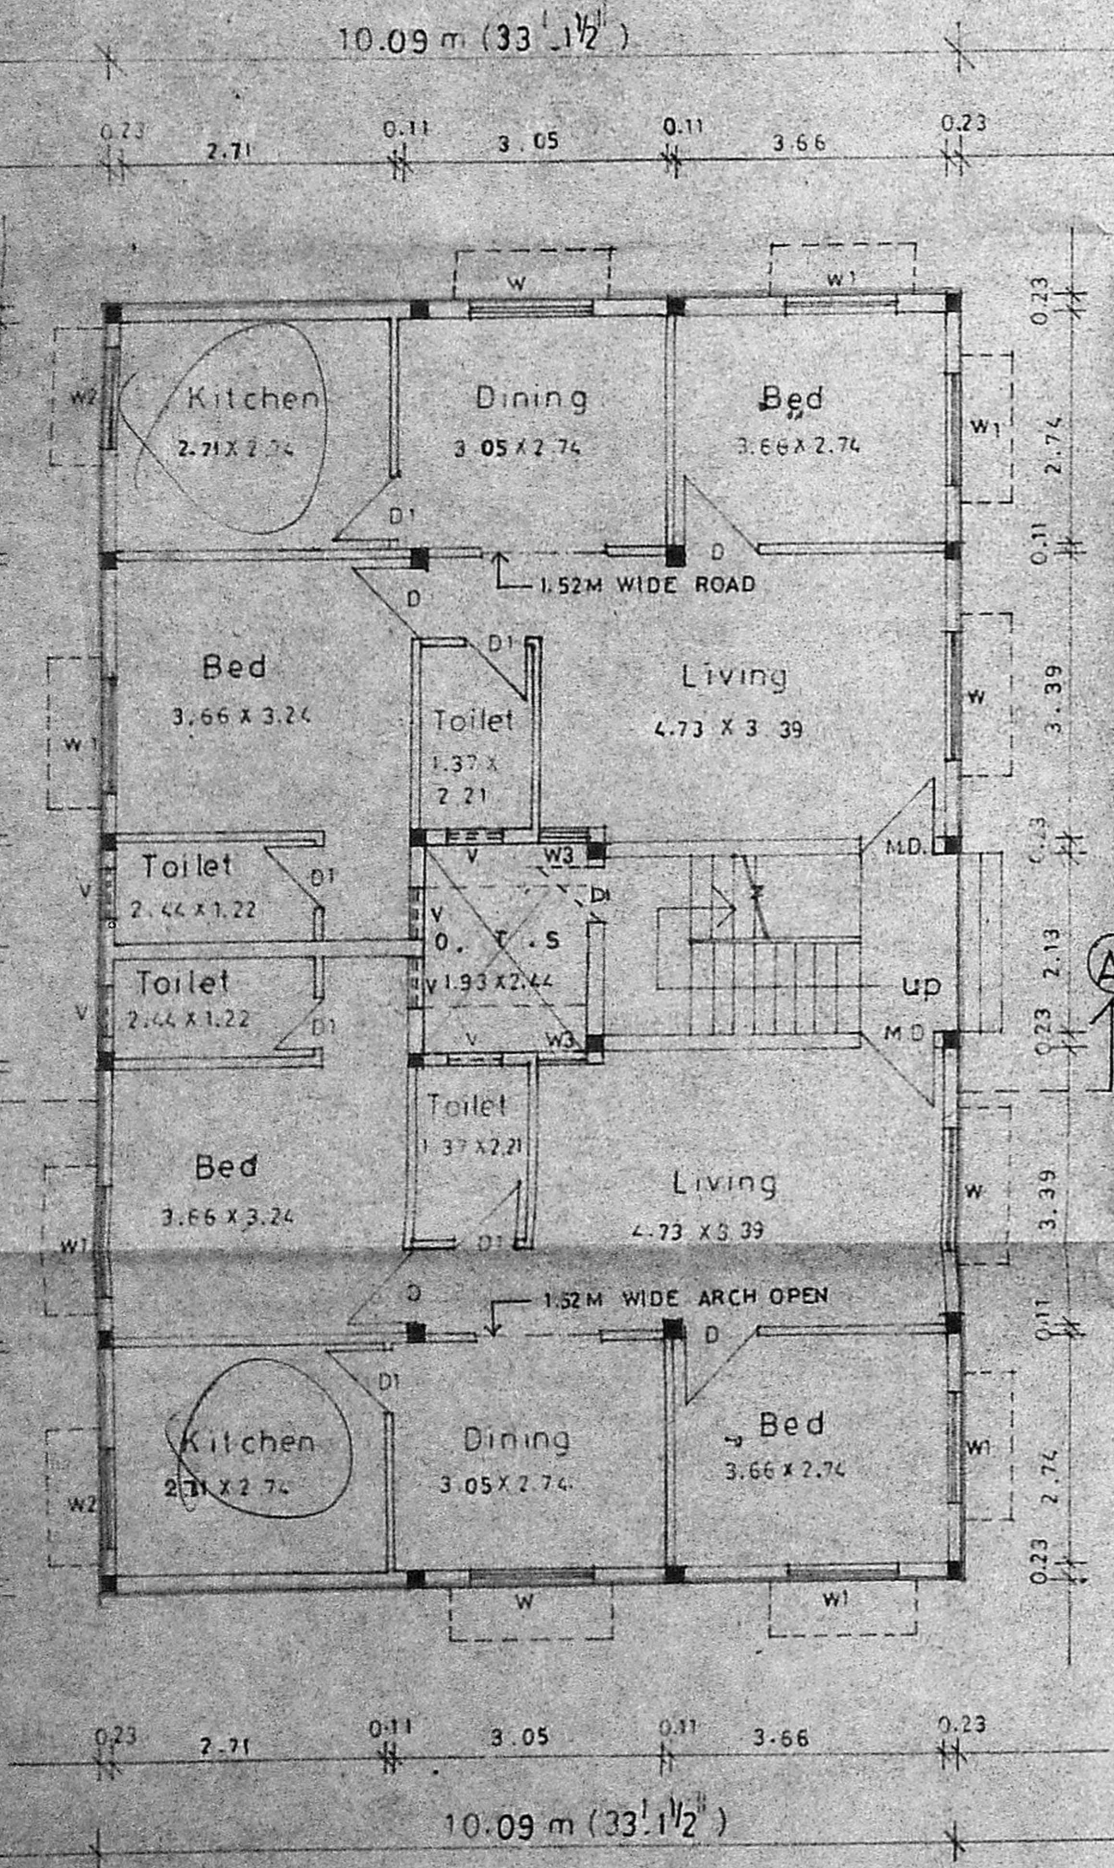 10.09 m (33'.1½")
0.23 2.71 0.11 3.05 0.11 3.66 0.23
W W1
0.23
W2 Kitchen Dining Bed W1
2.71 X 2.74 3.05 X 2.74 3.66 X 2.74
2.74
D1 D
0.11
1.52M WIDE ROAD
D
D1
Bed Living
3.66 X 3.24 Toilet 4.73 X 3.39
W1 1.37 X W 3.39
2.21
V W3 M.D. 0.23
Toilet D1
V 2.44 X 1.22 D1
V
O. T. S
Toilet V 1.93 X 2.44 up 2.13 A
V 2.44 X 1.22 D1
V W3 M D 0.23
Toilet
1.37 X 2.21
Bed Living
3.66 X 3.24 4.73 X 3.39
W1 D1 W 3.39
D 1.52M WIDE ARCH OPEN 0.11
D
D1
Kitchen Dining Bed W1
2.71 X 2.74 3.05 X 2.74 3.66 X 2.74
W2 2.74
0.23
W W1
0.23 2.71 0.11 3.05 0.11 3.66 0.23
10.09 m (33'.1½")